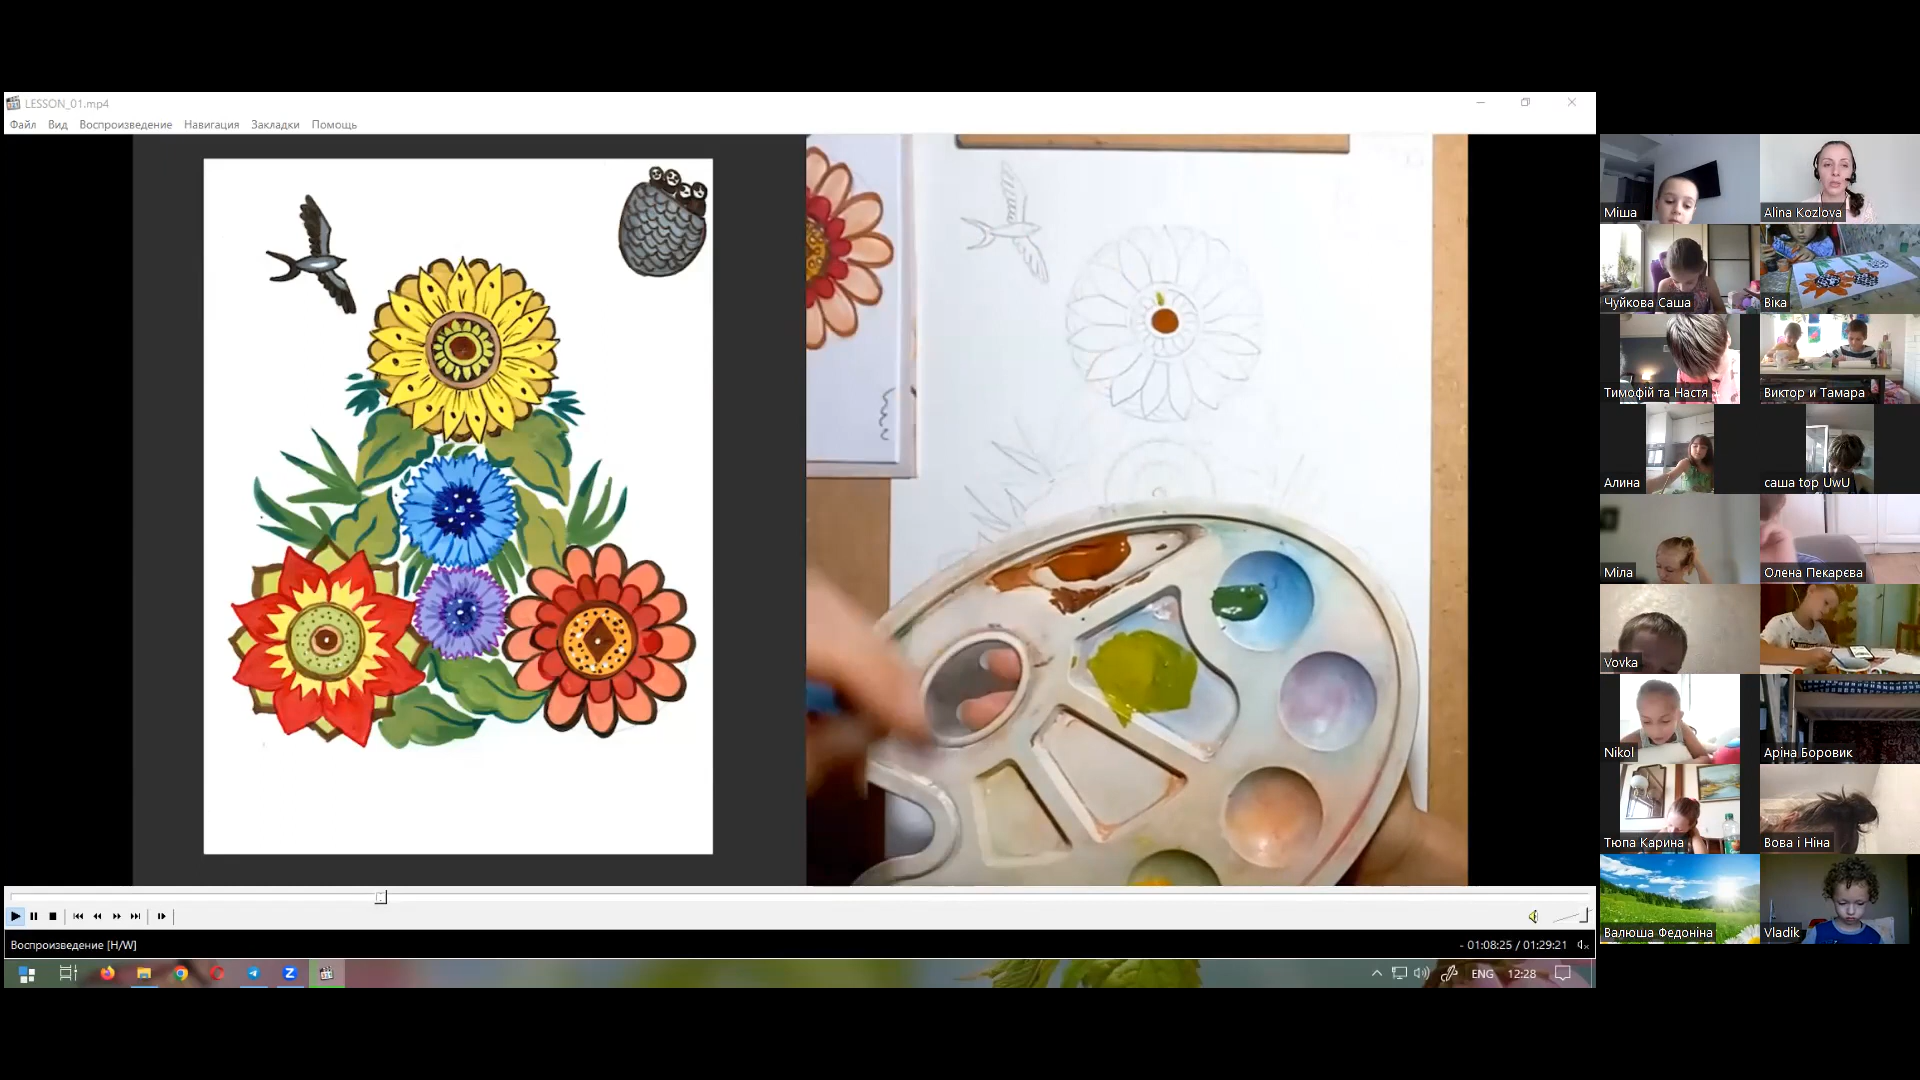 LESSON_01.mp4
Файл Вид Воспроизведение Навигация Закладки Помощь
Міша
Alina Kozlova
Чуйкова Саша
Віка
Тимофій та Настя
Виктор и Тамара
Алина
саша top UwU
Міла
Олена Пекарєва
Vovka
Nikol
Аріна Боровик
Тюпа Карина
Вова і Ніна
Валюша Федоніна
Vladik
Воспроизведение [H/W]
- 01:08:25 / 01:29:21
ENG 12:28